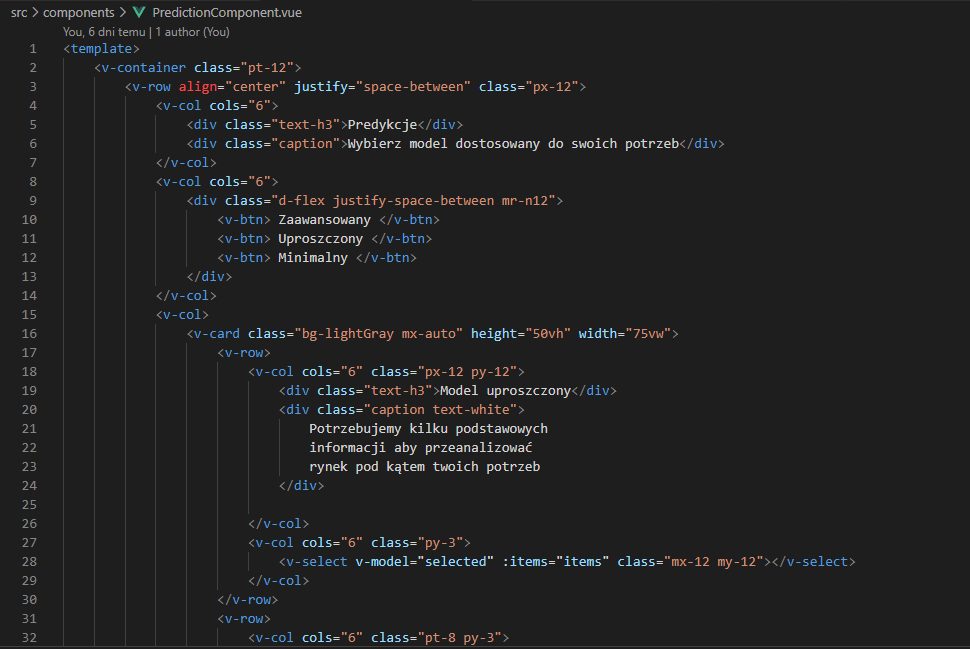 src > components > PredictionComponent.vue
You, 6 dni temu | 1 author (You)
1 <template>
2 <v-container class="pt-12">
3 <v-row align="center" justify="space-between" class="px-12">
4 <v-col cols="6">
5 <div class="text-h3">Predykcje</div>
6 <div class="caption">Wybierz model dostosowany do swoich potrzeb</div>
7 </v-col>
8 <v-col cols="6">
9 <div class="d-flex justify-space-between mr-n12">
10 <v-btn> Zaawansowany </v-btn>
11 <v-btn> Uproszczony </v-btn>
12 <v-btn> Minimalny </v-btn>
13 </div>
14 </v-col>
15 <v-col>
16 <v-card class="bg-lightGray mx-auto" height="50vh" width="75vw">
17 <v-row>
18 <v-col cols="6" class="px-12 py-12">
19 <div class="text-h3">Model uproszczony</div>
20 <div class="caption text-white">
21 Potrzebujemy kilku podstawowych
22 informacji aby przeanalizować
23 rynek pod kątem twoich potrzeb
24 </div>
25
26 </v-col>
27 <v-col cols="6" class="py-3">
28 <v-select v-model="selected" :items="items" class="mx-12 my-12"></v-select>
29 </v-col>
30 </v-row>
31 <v-row>
32 <v-col cols="6" class="pt-8 py-3">